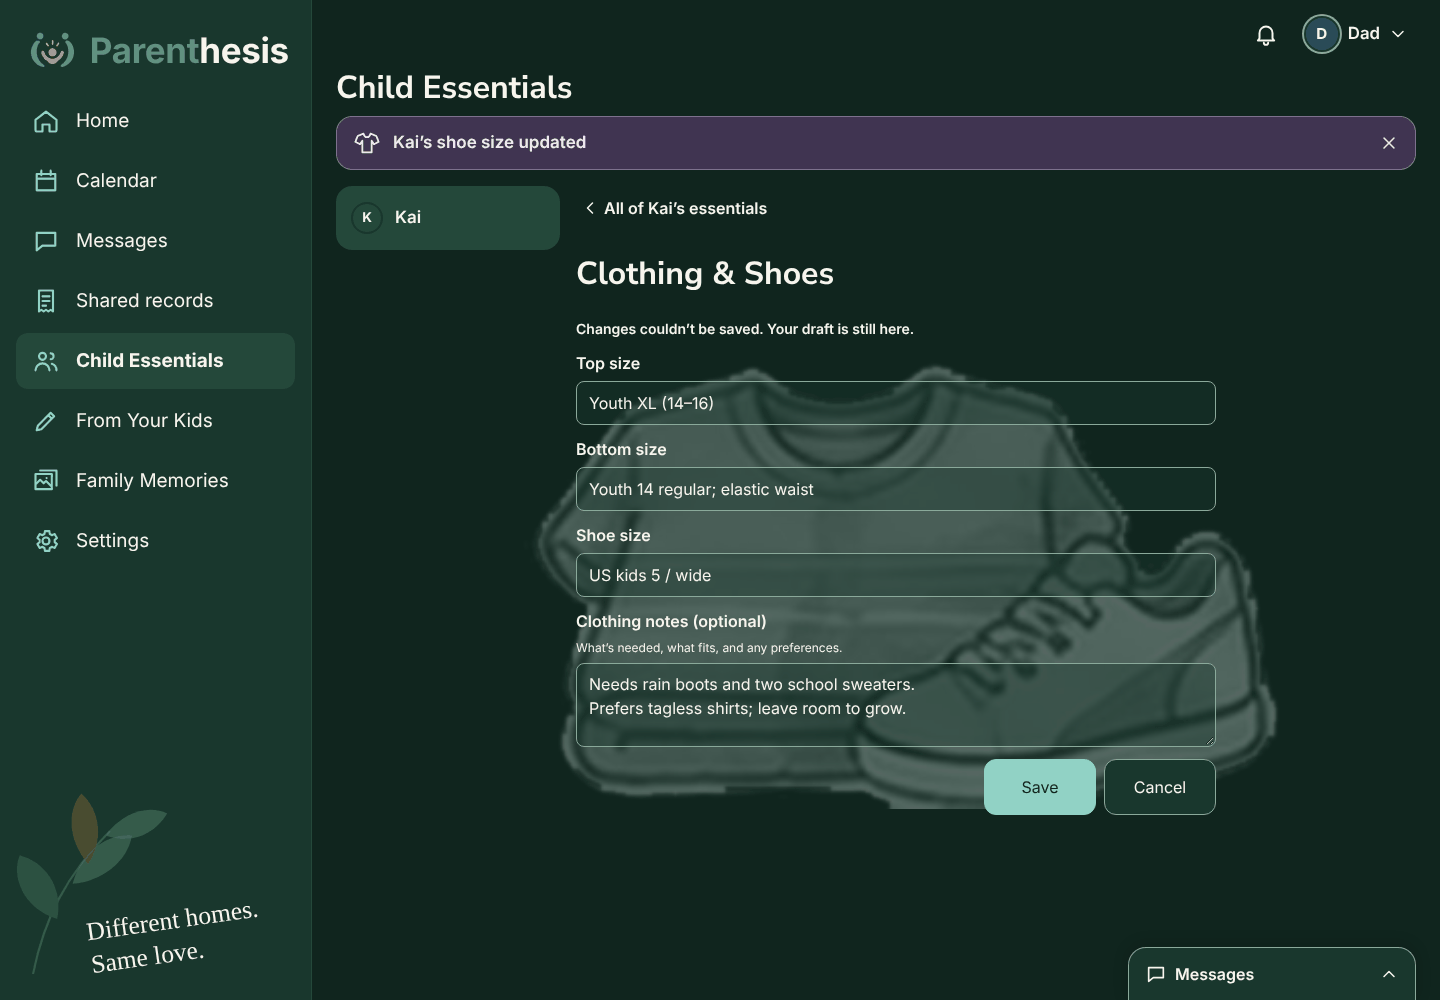 Parenthesis
Home
Calendar
Messages
Shared records
Child Essentials
From Your Kids
Family Memories
Settings
Different homes.
Same love.
D Dad
Child Essentials
Kai’s shoe size updated
K Kai
All of Kai’s essentials
Clothing & Shoes
Changes couldn’t be saved. Your draft is still here.
Top size
Youth XL (14–16)
Bottom size
Youth 14 regular; elastic waist
Shoe size
US kids 5 / wide
Clothing notes (optional)
What’s needed, what fits, and any preferences.
Needs rain boots and two school sweaters.
Prefers tagless shirts; leave room to grow.
Save Cancel
Messages